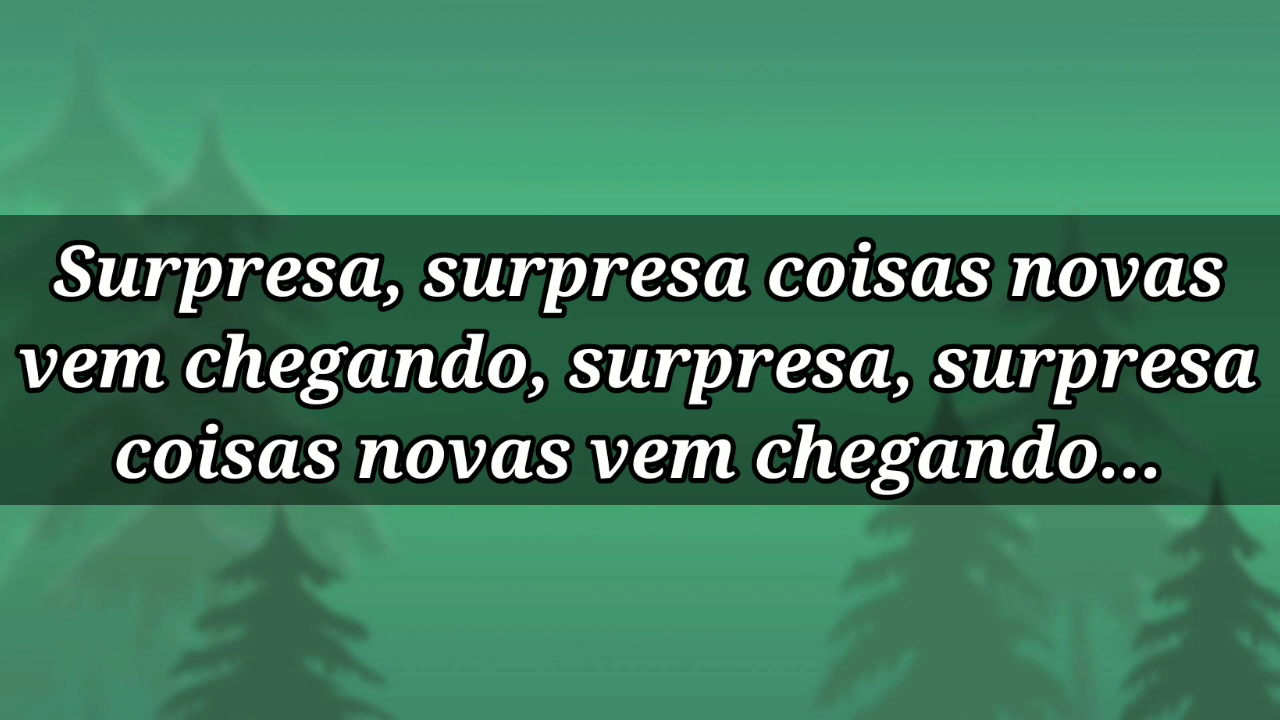 Surpresa, surpresa coisas novas
vem chegando, surpresa, surpresa
coisas novas vem chegando...